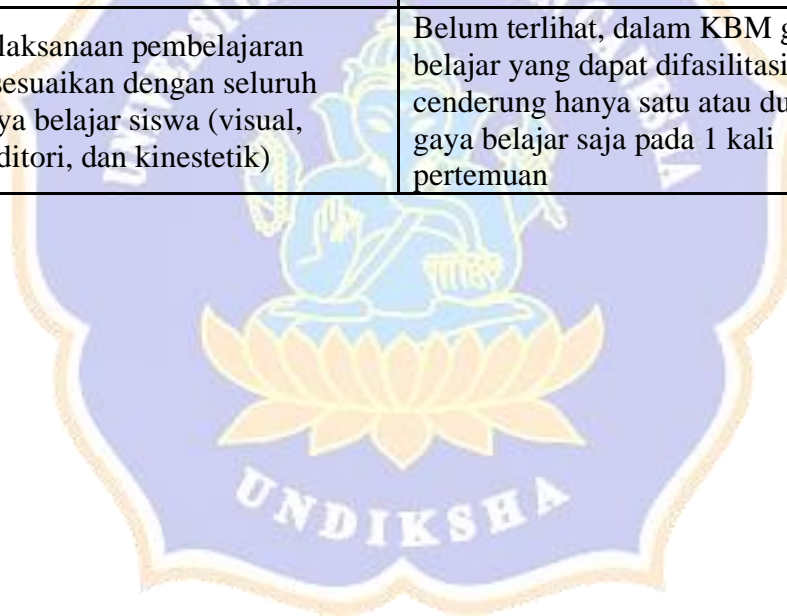 laksanaan pembelajaran
sesuaikan dengan seluruh
ya belajar siswa (visual,
ditori, dan kinestetik)
Belum terlihat, dalam KBM g
belajar yang dapat difasilitasi
cenderung hanya satu atau du
gaya belajar saja pada 1 kali
pertemuan
UNDIKSHA